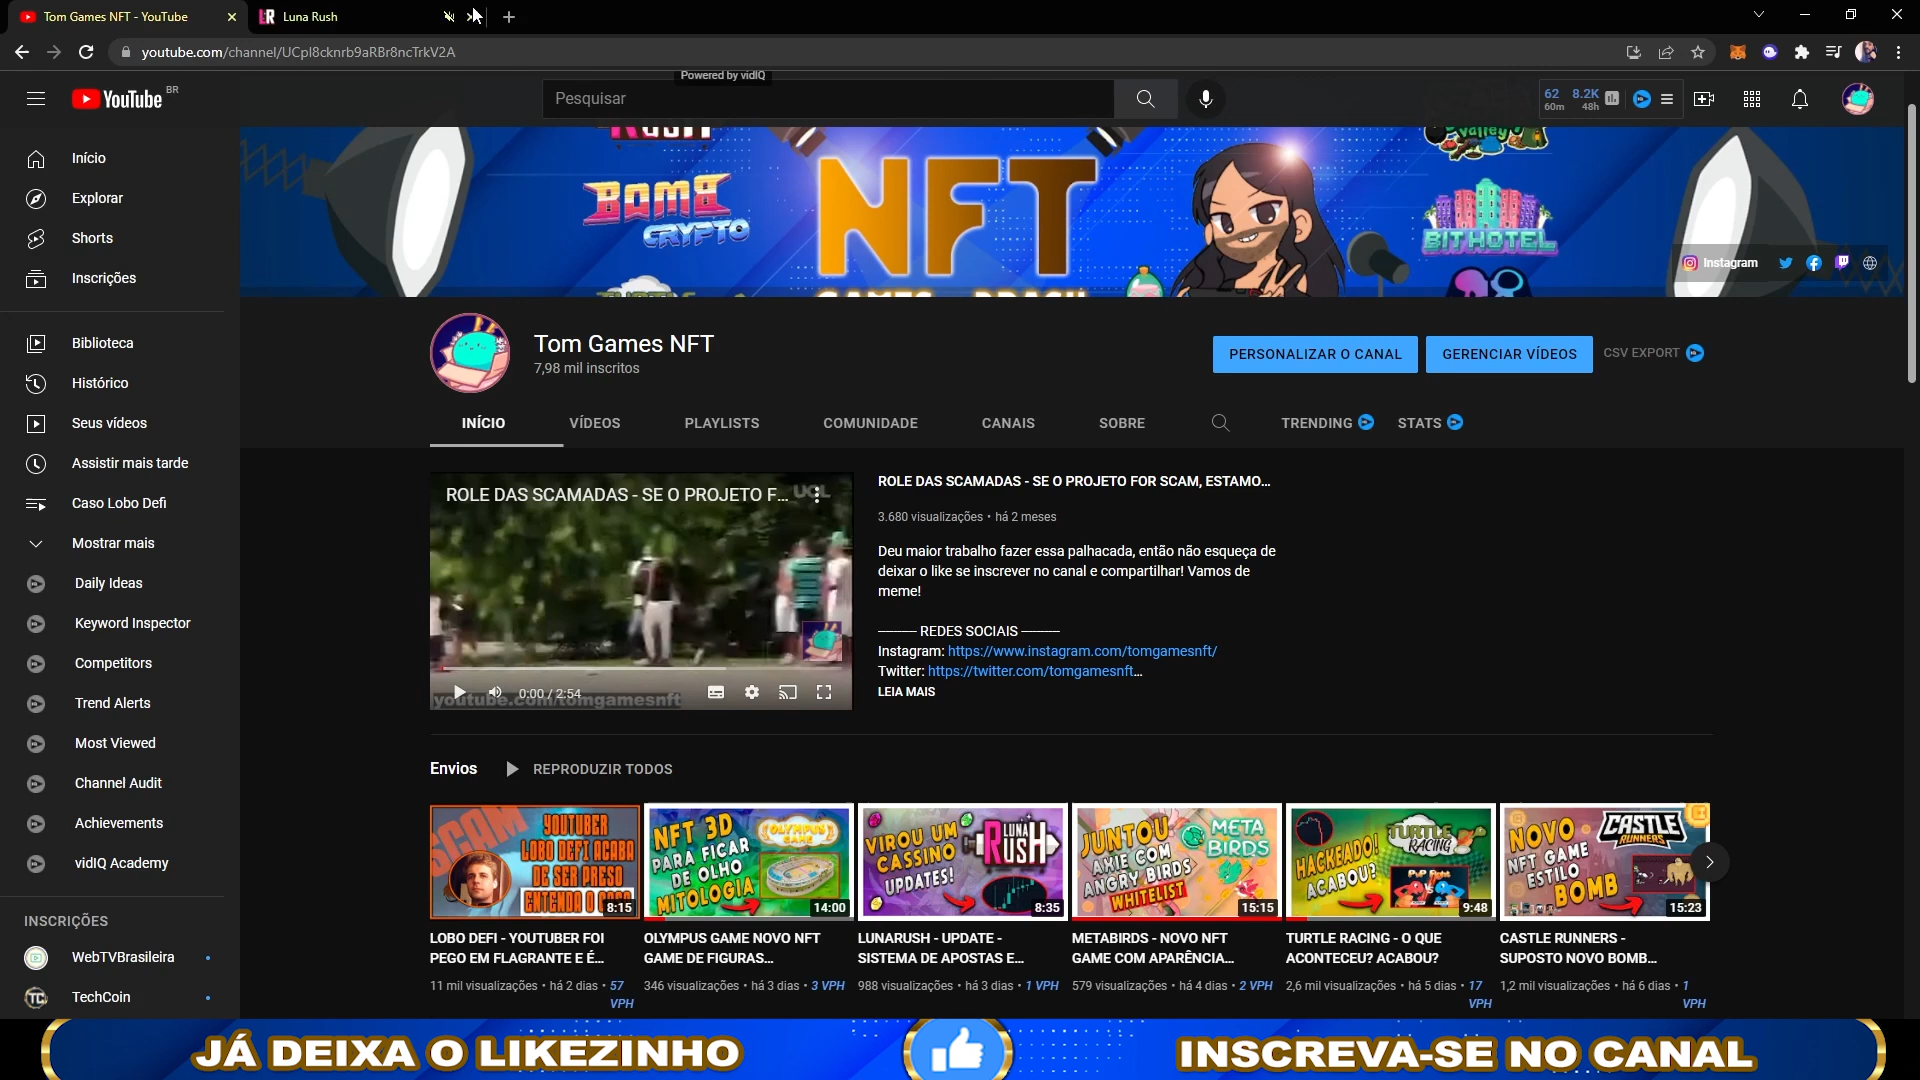 Tom Games NFT - YouTube
Luna Rush
youtube.com/channel/UCpl8cknrb9aRBr8ncTrkV2A
Powered by vidIQ
YouTube BR
Pesquisar
62
60m
8.2K
48h
Início
Explorar
Shorts
Inscrições
Biblioteca
Histórico
Seus vídeos
Assistir mais tarde
Caso Lobo Defi
Mostrar mais
Daily Ideas
Keyword Inspector
Competitors
Trend Alerts
Most Viewed
Channel Audit
Achievements
vidIQ Academy
INSCRIÇÕES
WebTVBrasileira
TechCoin
BOMB
CRYPTO
NFT
BIT HOTEL
Instagram
Tom Games NFT
7,98 mil inscritos
PERSONALIZAR O CANAL
GERENCIAR VÍDEOS
CSV EXPORT
INÍCIO
VÍDEOS
PLAYLISTS
COMUNIDADE
CANAIS
SOBRE
TRENDING
STATS
ROLE DAS SCAMADAS - SE O PROJETO F...
UOL
0:00 / 2:54
youtube.com/tomgamesnft
ROLE DAS SCAMADAS - SE O PROJETO FOR SCAM, ESTAMO...
3.680 visualizações • há 2 meses
Deu maior trabalho fazer essa palhacada, então não esqueça de
deixar o like se inscrever no canal e compartilhar! Vamos de
meme!
———— REDES SOCIAIS ————
Instagram: https://www.instagram.com/tomgamesnft/
Twitter: https://twitter.com/tomgamesnft...
LEIA MAIS
Envios
REPRODUZIR TODOS
SCAM
YOUTUBER
LOBO DEFI ACABA
DE SER PRESO
ENTENDA O
8:15
NFT 3D
PARA FICAR
DE OLHO
MITOLOGIA
OLYMPUS
GAME
14:00
VIROU UM
CASSINO
UPDATES!
LUNA
RUSH
8:35
JUNTOU
AXIE COM
ANGRY BIRDS
WHITELIST
META
BIRDS
15:15
HACKEADO!
ACABOU?
TURTLE
RACING
9:48
NOVO
NFT GAME
ESTILO
BOMB
CASTLE
RUNNERS
15:23
LOBO DEFI - YOUTUBER FOI
PEGO EM FLAGRANTE E É...
11 mil visualizações • há 2 dias • 57
VPH
OLYMPUS GAME NOVO NFT
GAME DE FIGURAS...
346 visualizações • há 3 dias • 3 VPH
LUNARUSH - UPDATE -
SISTEMA DE APOSTAS E...
988 visualizações • há 3 dias • 1 VPH
METABIRDS - NOVO NFT
GAME COM APARÊNCIA...
579 visualizações • há 4 dias • 2 VPH
TURTLE RACING - O QUE
ACONTECEU? ACABOU?
2,6 mil visualizações • há 5 dias • 17
VPH
CASTLE RUNNERS -
SUPOSTO NOVO BOMB...
1,2 mil visualizações • há 6 dias • 1
VPH
JÁ DEIXA O LIKEZINHO
INSCREVA-SE NO CANAL